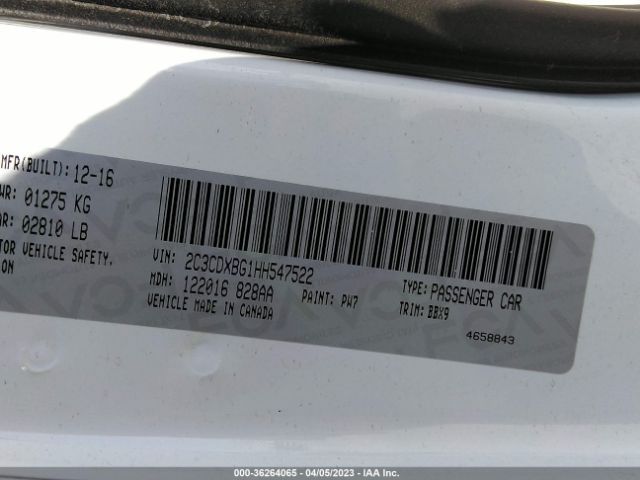 MFR(BUILT): 12-16
WR: 01275 KG
AR: 02810 LB
TOR VEHICLE SAFETY.
ON
VIN: 2C3CDXBG1HH547522
MDH: 122016 828AA
PAINT: PW7
VEHICLE MADE IN CANADA
TYPE: PASSENGER CAR
TRIM: BBX9
4658843
000-36264065 - 04/05/2023 - IAA Inc.